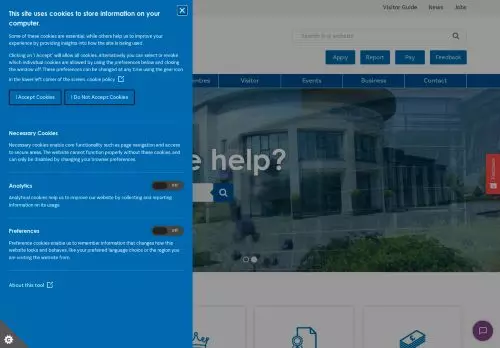 This site uses cookies to store information on your
computer.
Some of these cookies are essential, while others help us to improve your
experience by providing insights into how the site is being used.
Clicking on 'I Accept' will allow all cookies, alternatively you can select or revoke
which individual cookies are allowed by using the preferences below and closing
the window off. These preferences can be changed at any time using the gear icon
in the lower left corner of the screen. cookie policy
I Accept Cookies
I Do Not Accept Cookies
Necessary Cookies
Necessary cookies enable core functionality such as page navigation and access
to secure areas. The website cannot function properly without these cookies, and
can only be disabled by changing your browser preferences.
Analytics
Off
Analytical cookies help us to improve our website by collecting and reporting
information on its usage.
Preferences
Off
Preference cookies enable us to remember information that changes how this
website looks and behaves, like your preferred language choice or the region you
are visiting the website from.
About this tool
Visitor Guide
News
Jobs
Apply
Report
Pay
Feedback
entres
Visitor
Events
Business
Contact
e help?
Feedback